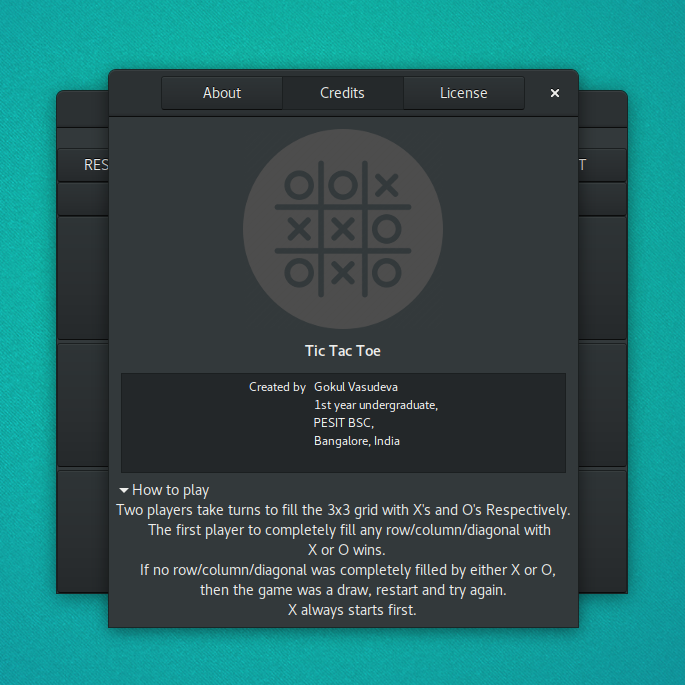 About Credits License
RES
T
Tic Tac Toe
Created by Gokul Vasudeva
1st year undergraduate,
PESIT BSC,
Bangalore, India
How to play
Two players take turns to fill the 3x3 grid with X's and O's Respectively.
The first player to completely fill any row/column/diagonal with
X or O wins.
If no row/column/diagonal was completely filled by either X or O,
then the game was a draw, restart and try again.
X always starts first.